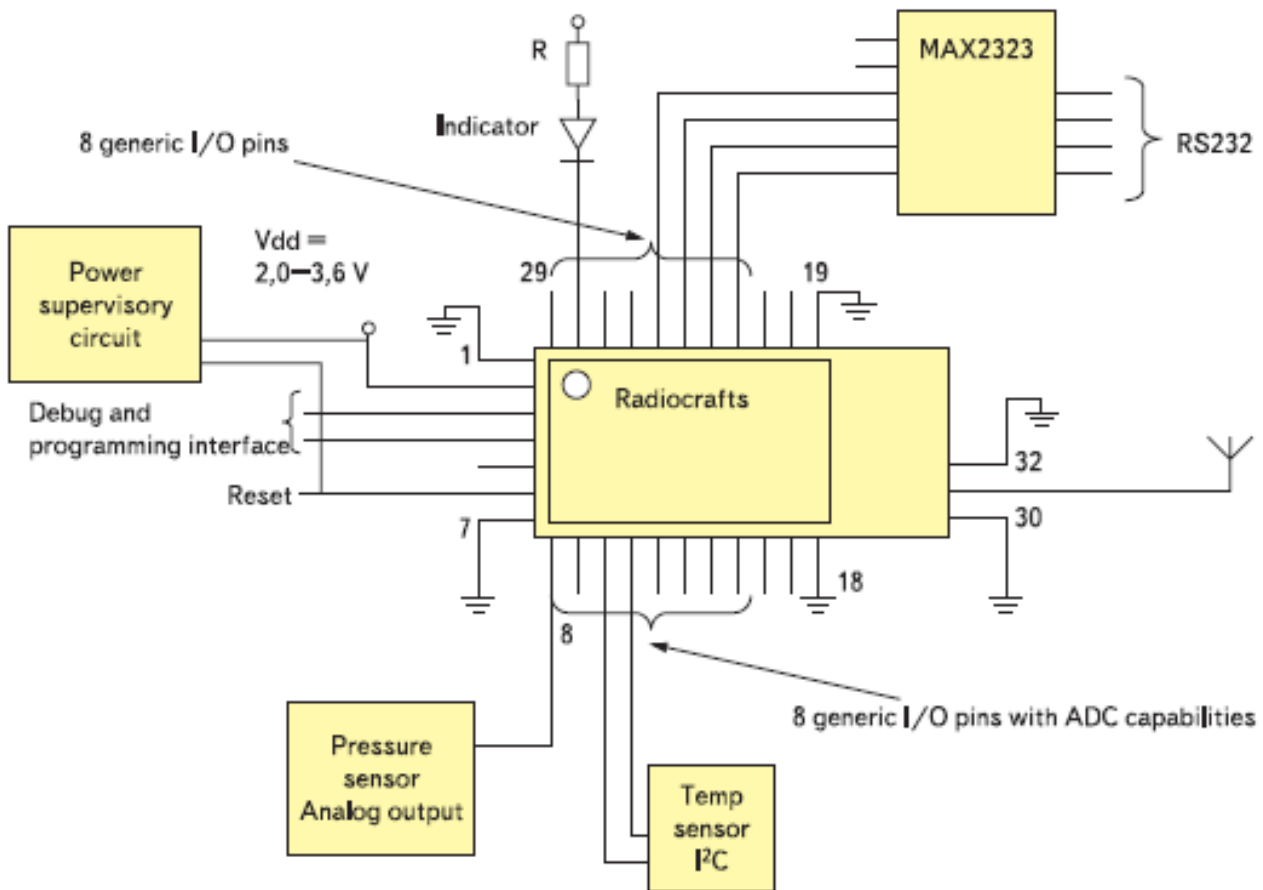 R
MAX2323
Indicator
8 generic I/O pins
RS232
Vdd =
2,0–3,6 V
29
19
Power
supervisory
circuit
1
Radiocrafts
Debug and
programming interface
32
Reset
7
30
18
8
8 generic I/O pins with ADC capabilities
Pressure
sensor
Analog output
Temp
sensor
I²C